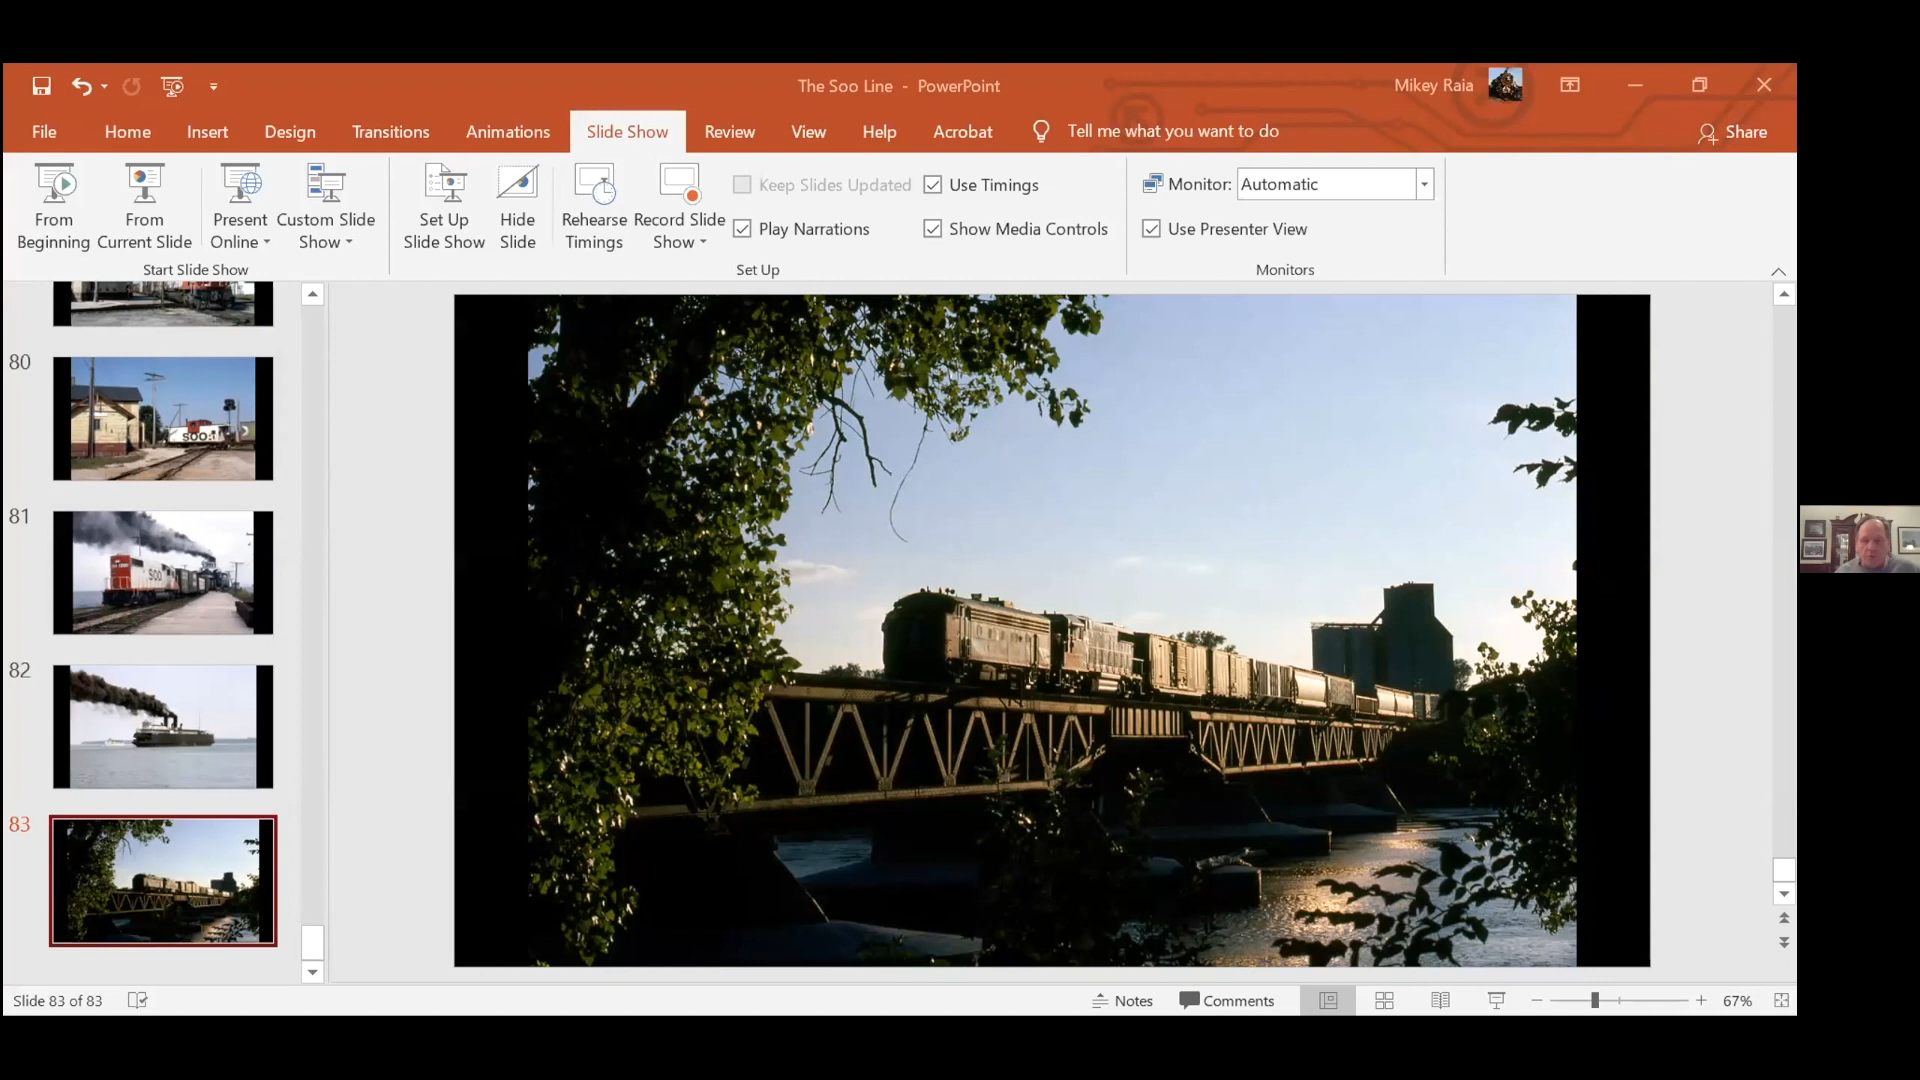 The Soo Line - PowerPoint
Mikey Raia
File Home Insert Design Transitions Animations Slide Show Review View Help Acrobat Tell me what you want to do Share
From Beginning
From Current Slide
Present Online
Custom Slide Show
Start Slide Show
Set Up Slide Show
Hide Slide
Rehearse Timings
Record Slide Show
Keep Slides Updated
Use Timings
Play Narrations
Show Media Controls
Set Up
Monitor: Automatic
Use Presenter View
Monitors
80
SOO
81
SOO
82
83
Slide 83 of 83
Notes
Comments
67%